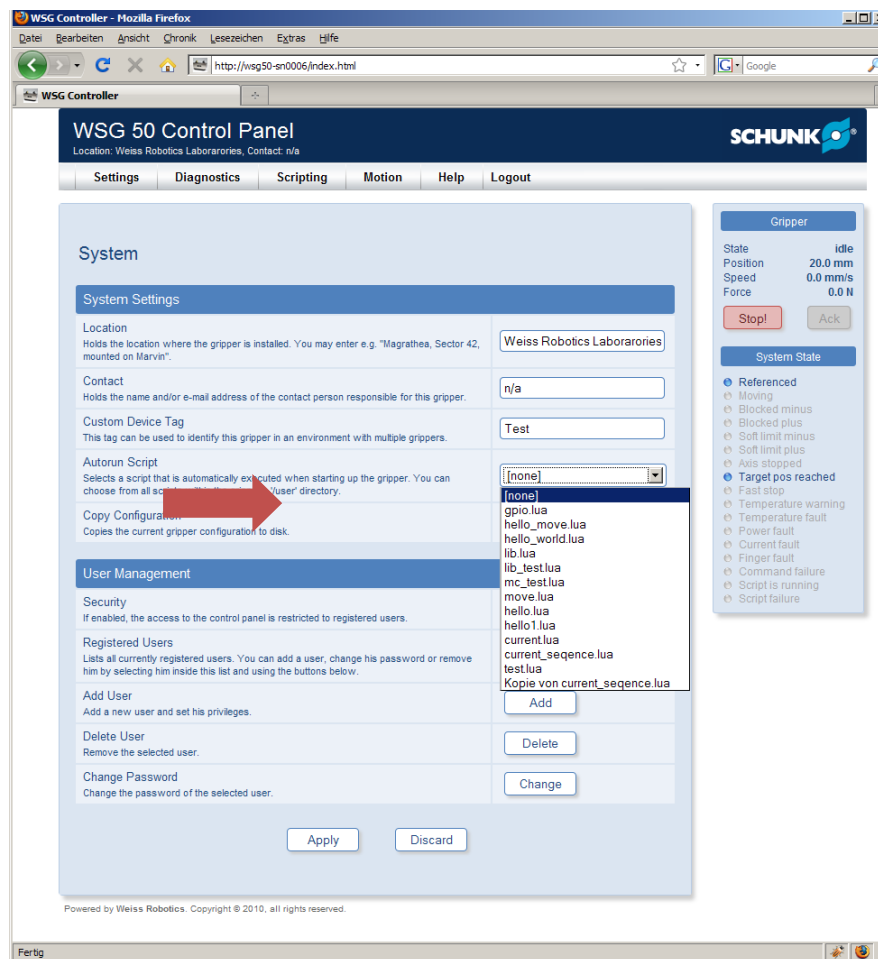 WSG Controller - Mozilla Firefox
Datei Bearbeiten Ansicht Chronik Lesezeichen Extras Hilfe
http://wsg50-sn0006/index.html
Google
WSG Controller
WSG 50 Control Panel
Location: Weiss Robotics Laborarories, Contact: n/a
SCHUNK
Settings Diagnostics Scripting Motion Help Logout
System
System Settings
Location
Holds the location where the gripper is installed. You may enter e.g. "Magrathea, Sector 42,
mounted on Marvin".
Weiss Robotics Laborarories
Contact
Holds the name and/or e-mail address of the contact person responsible for this gripper.
n/a
Custom Device Tag
This tag can be used to identify this gripper in an environment with multiple grippers.
Test
Autorun Script
Selects a script that is automatically executed when starting up the gripper. You can
choose from all '/user' directory.
[none]
[none]
gpio.lua
hello_move.lua
hello_world.lua
lib.lua
lib_test.lua
mc_test.lua
move.lua
hello.lua
hello1.lua
current.lua
current_seqence.lua
test.lua
Kopie von current_seqence.lua
Copy Configuration
Copies the current gripper configuration to disk.
User Management
Security
If enabled, the access to the control panel is restricted to registered users.
Registered Users
Lists all currently registered users. You can add a user, change his password or remove
him by selecting him inside this list and using the buttons below.
Add User
Add a new user and set his privileges.
Add
Delete User
Remove the selected user.
Delete
Change Password
Change the password of the selected user.
Change
Apply Discard
Gripper
State idle
Position 20.0 mm
Speed 0.0 mm/s
Force 0.0 N
Stop! Ack
System State
Referenced
Moving
Blocked minus
Blocked plus
Soft limit minus
Soft limit plus
Axis stopped
Target pos reached
Fast stop
Temperature warning
Temperature fault
Power fault
Current fault
Finger fault
Command failure
Script is running
Script failure
Powered by Weiss Robotics. Copyright © 2010, all rights reserved.
Fertig